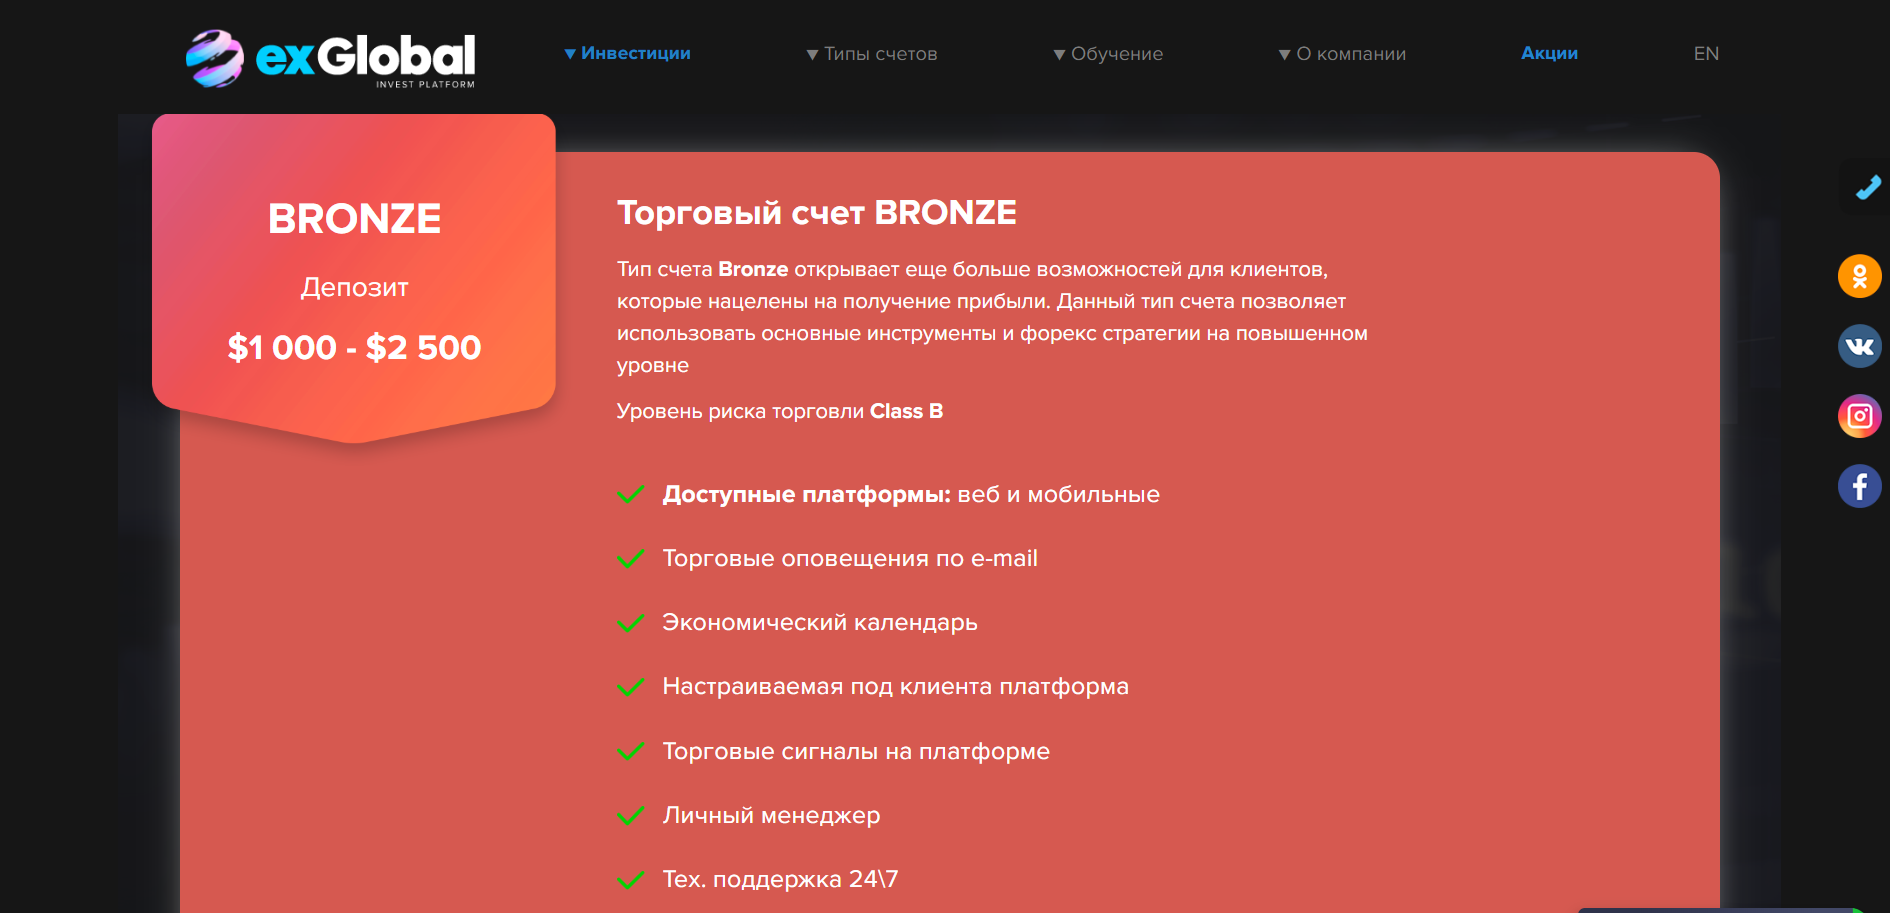 exGlobal
INVEST PLATFORM
▼ Инвестиции
▼ Типы счетов
▼ Обучение
▼ О компании
Акции
EN
BRONZE
Депозит
$1 000 - $2 500
Торговый счет BRONZE
Тип счета Bronze открывает еще больше возможностей для клиентов,
которые нацелены на получение прибыли. Данный тип счета позволяет
использовать основные инструменты и форекс стратегии на повышенном
уровне
Уровень риска торговли Class B
Доступные платформы: веб и мобильные
Торговые оповещения по e-mail
Экономический календарь
Настраиваемая под клиента платформа
Торговые сигналы на платформе
Личный менеджер
Тех. поддержка 24\7